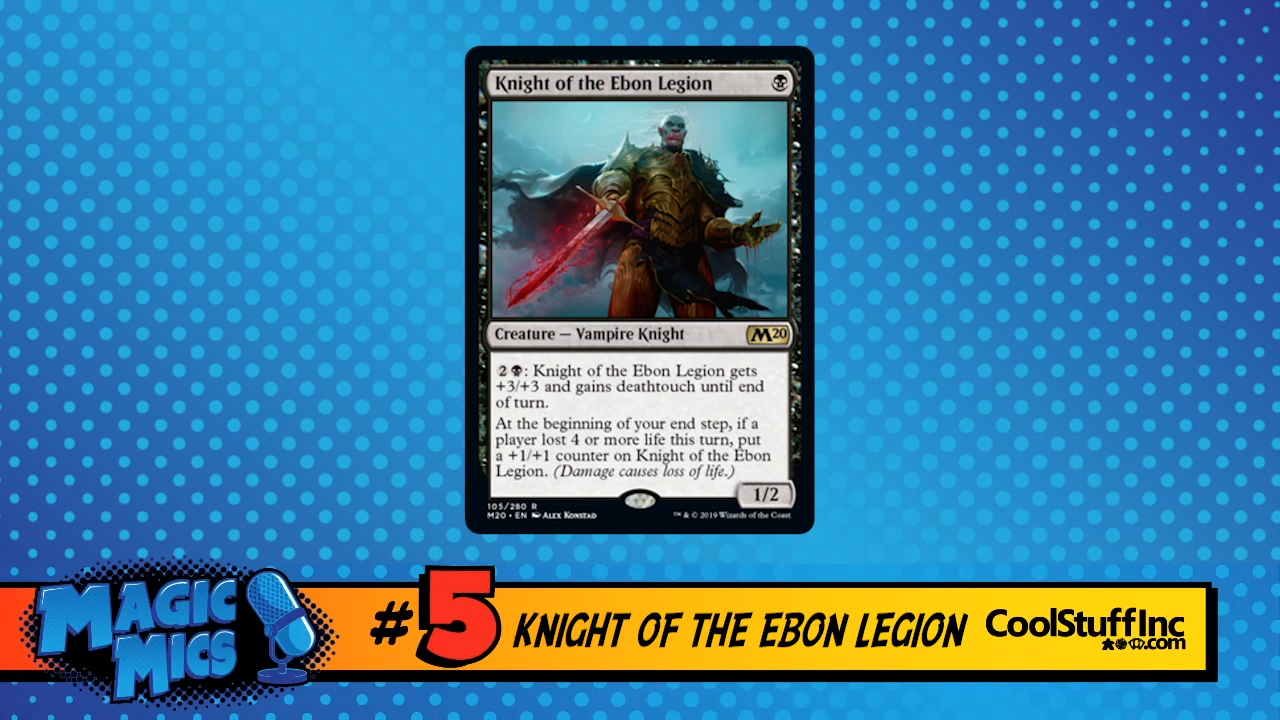 Knight of the Ebon Legion
Creature — Vampire Knight
M20
2: Knight of the Ebon Legion gets
+3/+3 and gains deathtouch until end
of turn.
At the beginning of your end step, if a
player lost 4 or more life this turn, put
a +1/+1 counter on Knight of the Ebon
Legion. (Damage causes loss of life.)
1/2
105/280 R
M20 • EN ALEX KONSTAD
™ & © 2019 Wizards of the Coast
MAGIC
MICS
#5 KNIGHT OF THE EBON LEGION
CoolStuffInc
.com